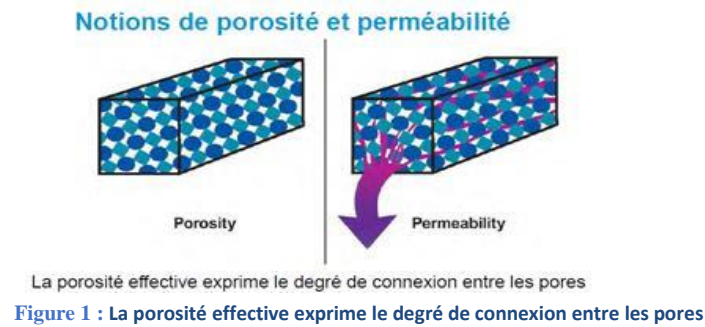 Notions de porosité et perméabilité
Porosity
Permeability
La porosité effective exprime le degré de connexion entre les pores
Figure 1 : La porosité effective exprime le degré de connexion entre les pores